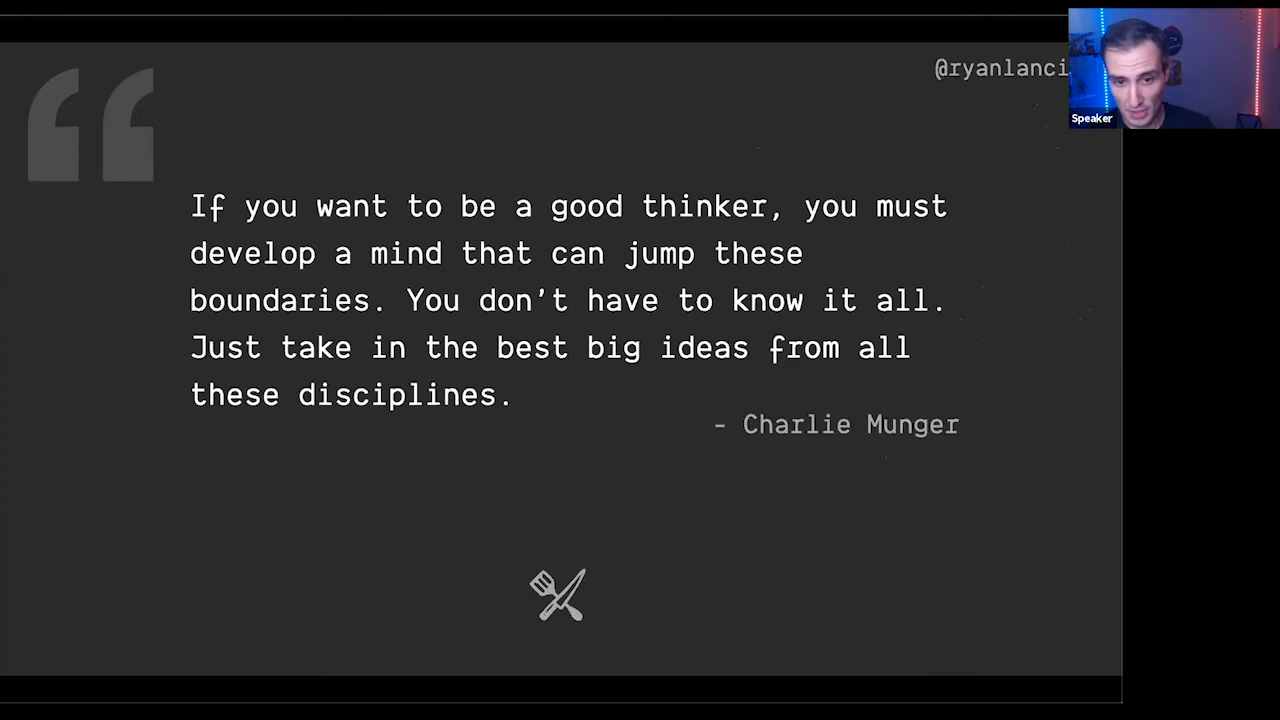 @ryanlanci
Speaker
If you want to be a good thinker, you must
develop a mind that can jump these
boundaries. You don’t have to know it all.
Just take in the best big ideas from all
these disciplines.
- Charlie Munger